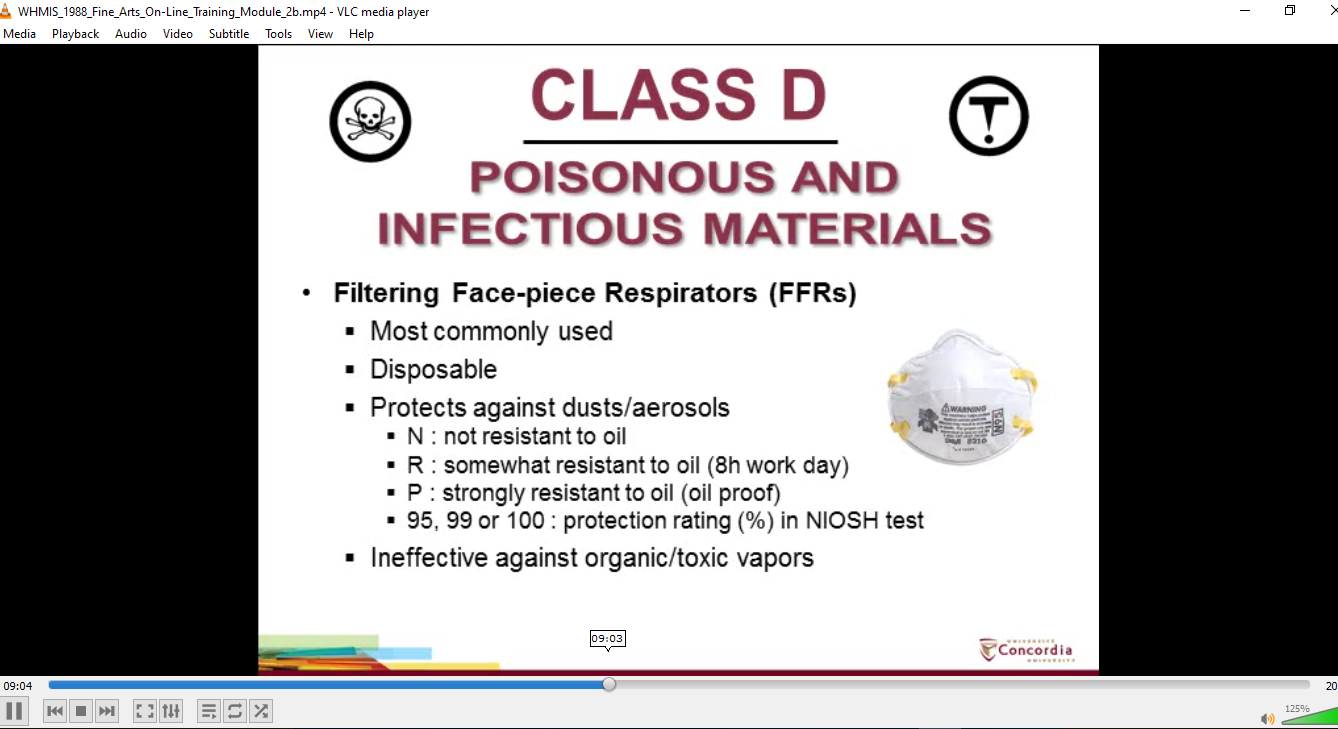 WHMIS_1988_Fine_Arts_On-Line_Training_Module_2b.mp4 - VLC media player
Media Playback Audio Video Subtitle Tools View Help
CLASS D
POISONOUS AND
INFECTIOUS MATERIALS
• Filtering Face-piece Respirators (FFRs)
▪ Most commonly used
▪ Disposable
▪ Protects against dusts/aerosols
▪ N : not resistant to oil
▪ R : somewhat resistant to oil (8h work day)
▪ P : strongly resistant to oil (oil proof)
▪ 95, 99 or 100 : protection rating (%) in NIOSH test
▪ Ineffective against organic/toxic vapors
WARNING
N95
8210
UNIVERSITÉ
Concordia
UNIVERSITY
09:03
09:04
20
125%